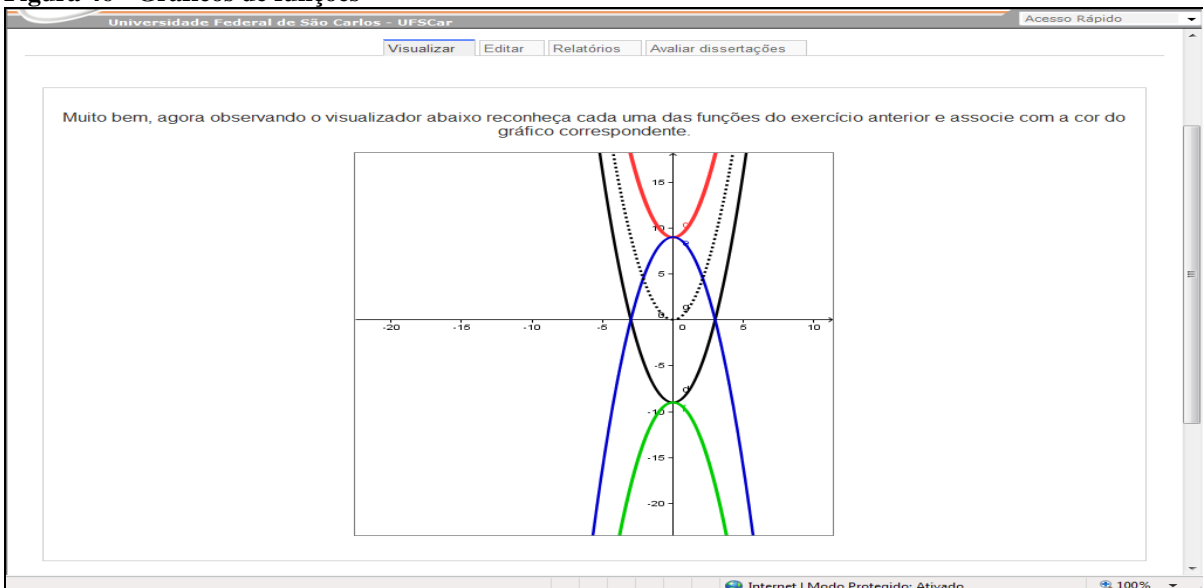 Universidade Federal de São Carlos - UFSCar
Acesso Rápido
Visualizar Editar Relatórios Avaliar dissertações
Muito bem, agora observando o visualizador abaixo reconheça cada uma das funções do exercício anterior e associe com a cor do
gráfico correspondente.
15
10
c
e
5
g
-20 -15 -10 -5 0 5 10
-5
d
-10
-15
-20
Internet | Modo Protegido: Ativado
100%